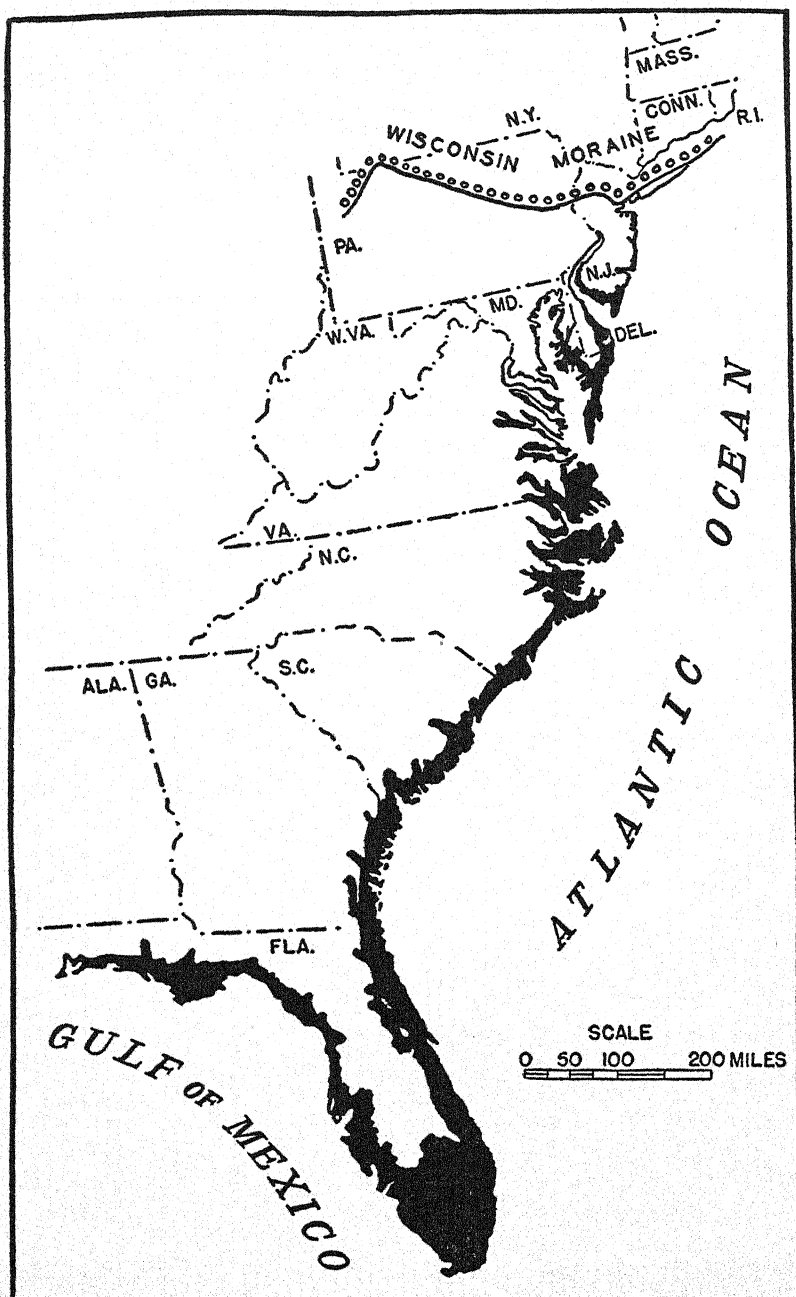 MASS.
CONN.
N.Y.
R.I.
WISCONSIN MORAINE
PA.
N.J.
MD.
W.VA.
DEL.
VA.
N.C.
S.C.
ALA. GA.
FLA.
ATLANTIC OCEAN
GULF OF MEXICO
SCALE
0 50 100 200 MILES